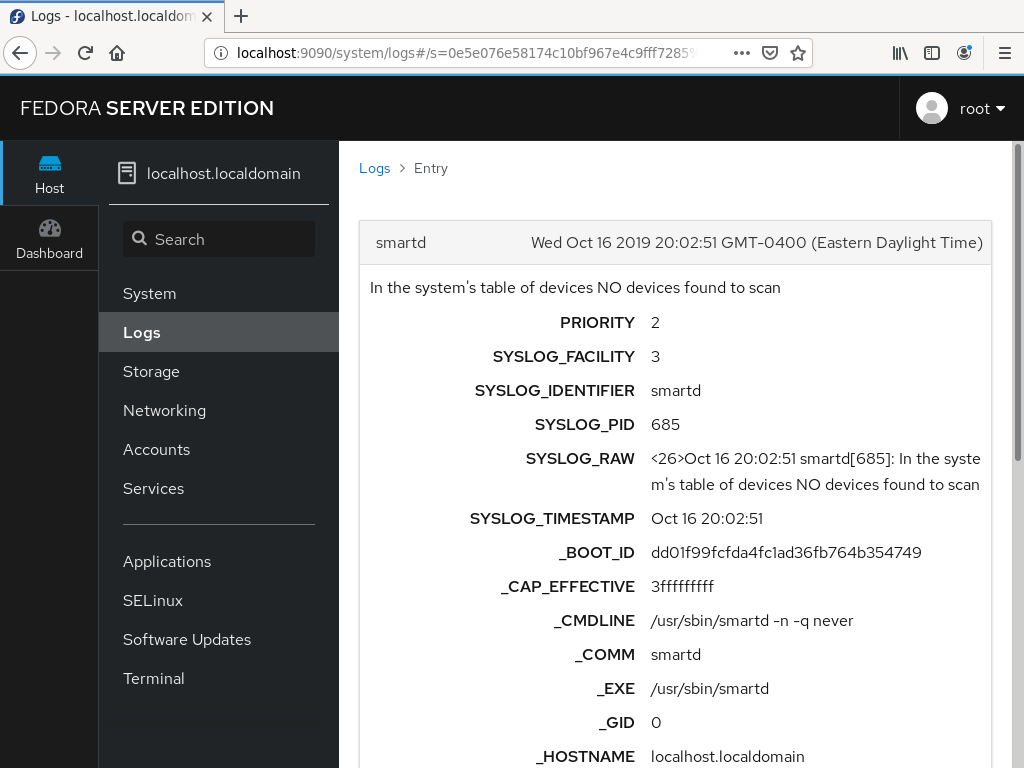 Logs - localhost.localdom
localhost:9090/system/logs#/s=0e5e076e58174c10bf967e4c9fff7285%
FEDORA SERVER EDITION
root
Host
Dashboard
localhost.localdomain
Search
System
Logs
Storage
Networking
Accounts
Services
Applications
SELinux
Software Updates
Terminal
Logs > Entry
smartd Wed Oct 16 2019 20:02:51 GMT-0400 (Eastern Daylight Time)
In the system's table of devices NO devices found to scan
PRIORITY 2
SYSLOG_FACILITY 3
SYSLOG_IDENTIFIER smartd
SYSLOG_PID 685
SYSLOG_RAW <26>Oct 16 20:02:51 smartd[685]: In the syste
m's table of devices NO devices found to scan
SYSLOG_TIMESTAMP Oct 16 20:02:51
_BOOT_ID dd01f99fcfda4fc1ad36fb764b354749
_CAP_EFFECTIVE 3fffffffff
_CMDLINE /usr/sbin/smartd -n -q never
_COMM smartd
_EXE /usr/sbin/smartd
_GID 0
_HOSTNAME localhost.localdomain